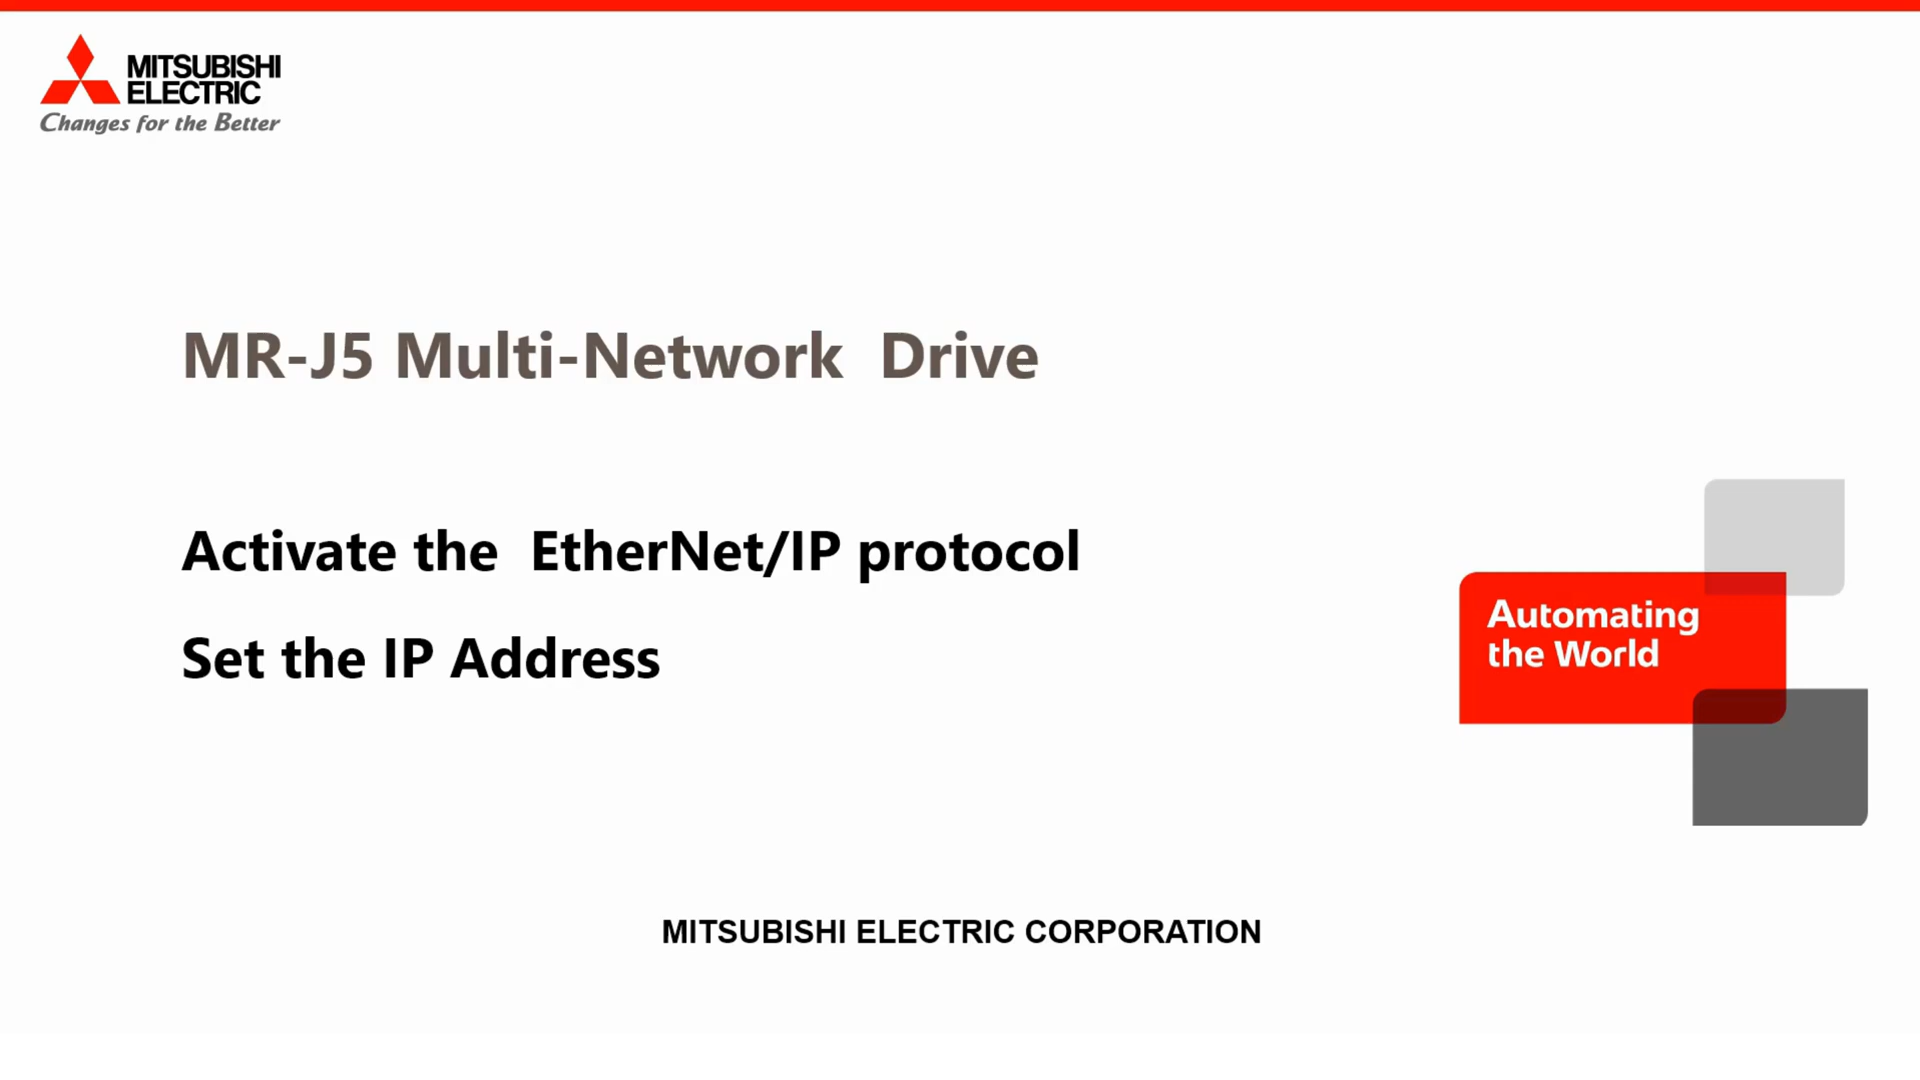 MITSUBISHI
ELECTRIC
Changes for the Better
MR-J5 Multi-Network Drive
Activate the EtherNet/IP protocol
Set the IP Address
Automating
the World
MITSUBISHI ELECTRIC CORPORATION